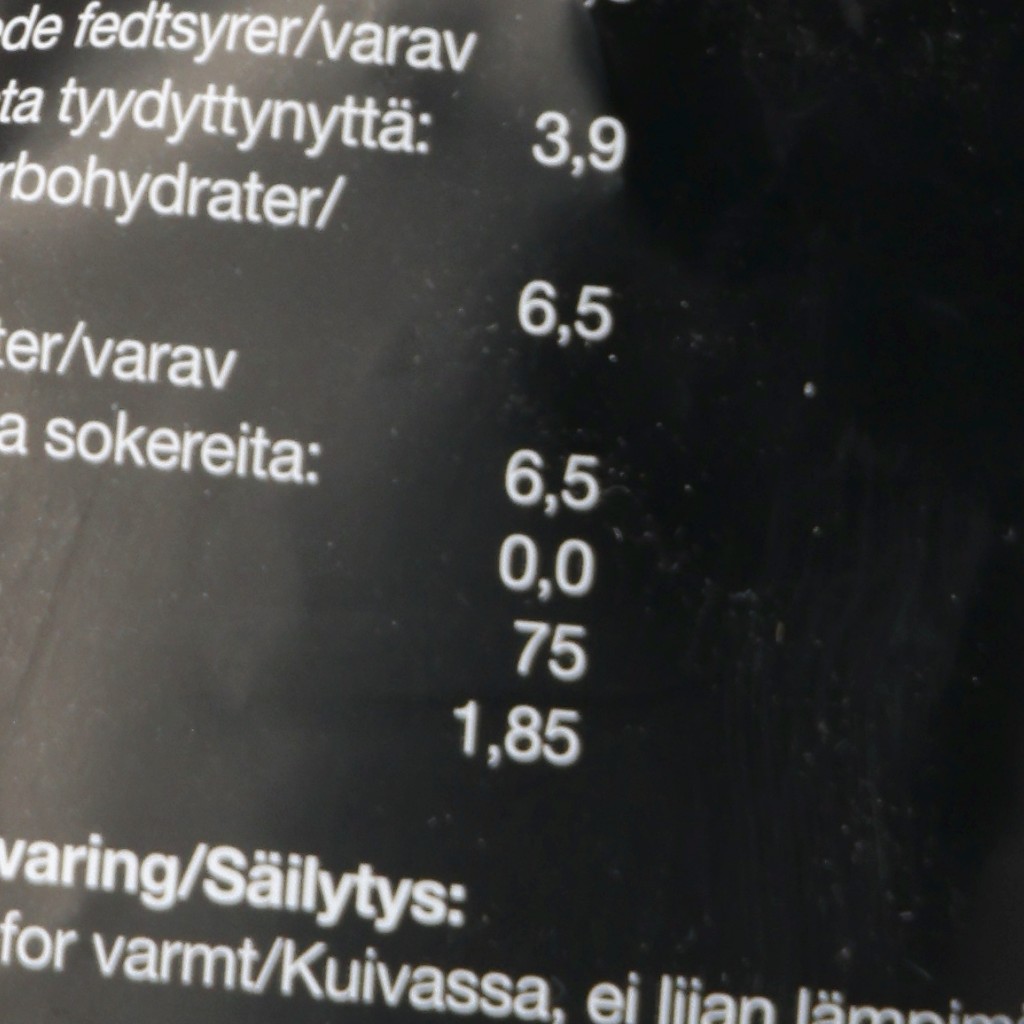 ede fedtsyrer/varav
ta tyydyttynyttä: 3,9
rbohydrater/
6,5
ter/varav
a sokereita: 6,5
0,0
75
1,85
varing/Säilytys:
for varmt/Kuivassa, ei liian